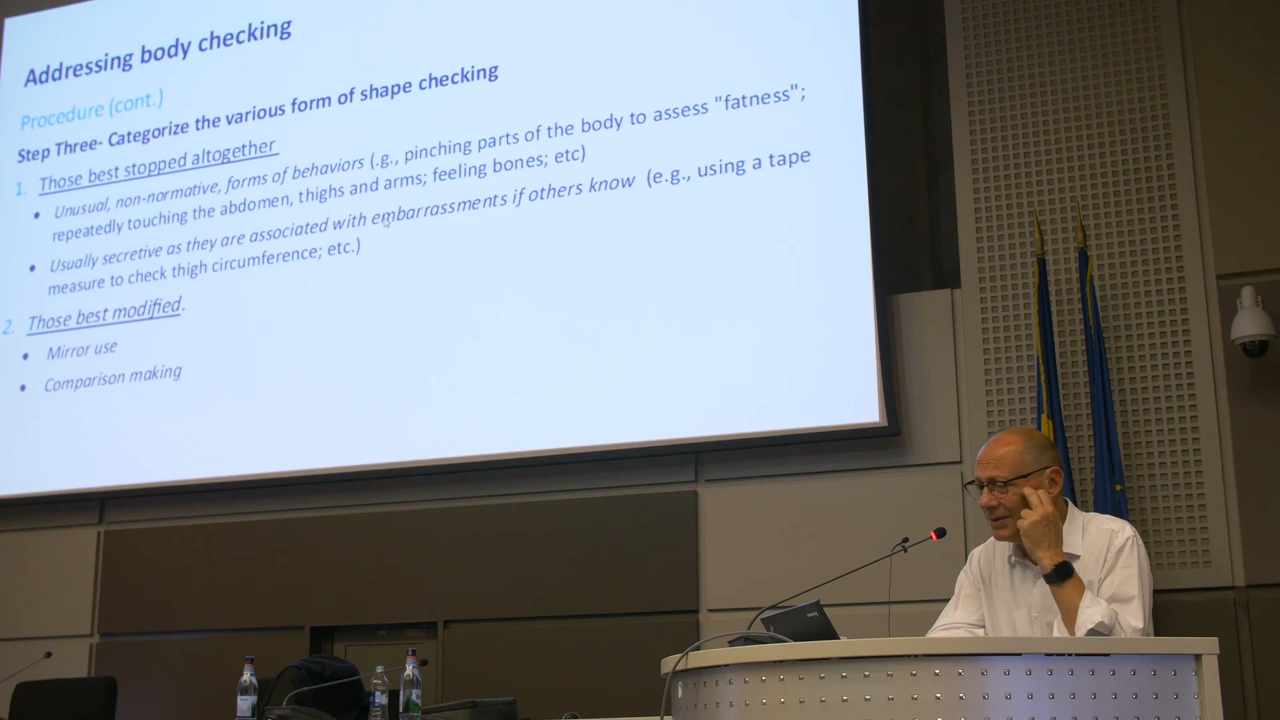 Addressing body checking
Procedure (cont.)
Step Three- Categorize the various form of shape checking
1. Those best stopped altogether
• Unusual, non-normative, forms of behaviors (.g., pinching parts of the body to assess "fatness";
repeatedly touching the abdomen, thighs and arms; feeling bones; etc)
• Usually secretive as they are associated with embarrassments if others know (e.g., using a tape
measure to check thigh circumference; etc.)
2. Those best modified.
• Mirror use
• Comparison making